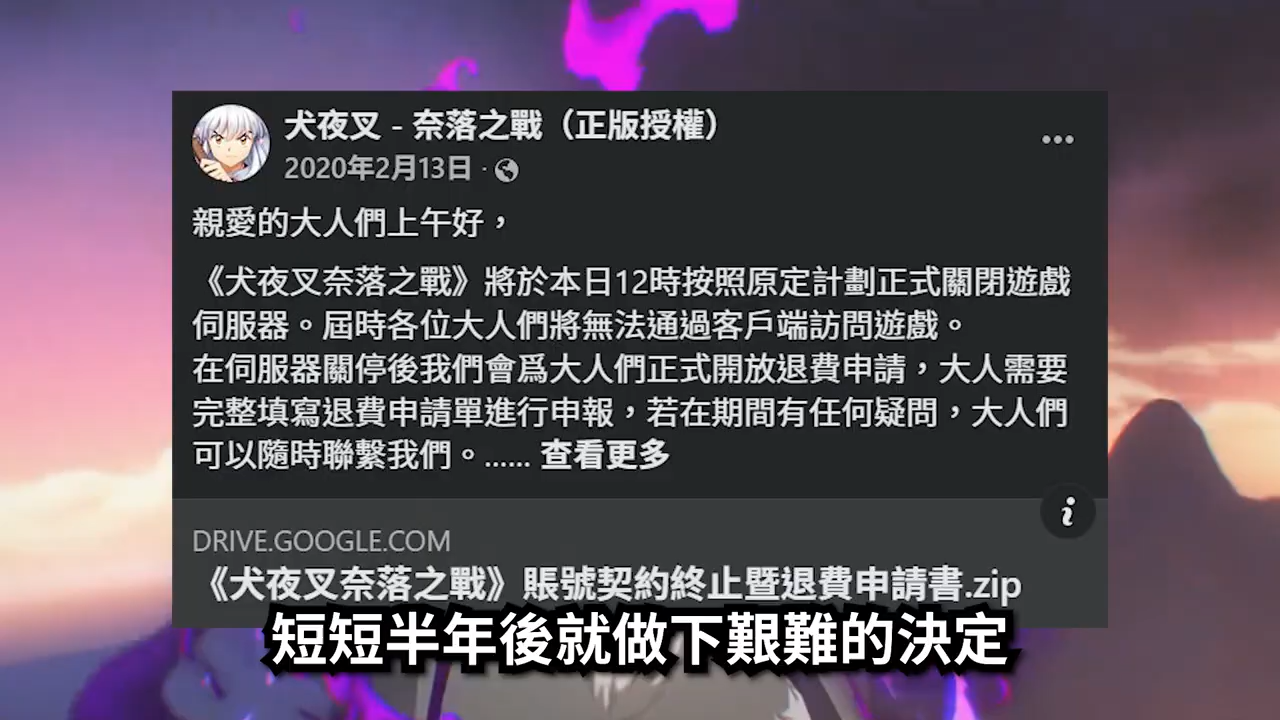 犬夜叉 - 奈落之戰（正版授權）
2020年2月13日 ·
親愛的大人們上午好，
《犬夜叉奈落之戰》將於本日12時按照原定計劃正式關閉遊戲
伺服器。屆時各位大人們將無法通過客戶端訪問遊戲。
在伺服器關停後我們會爲大人們正式開放退費申請，大人需要
完整填寫退費申請單進行申報，若在期間有任何疑問，大人們
可以隨時聯繫我們。...... 查看更多
DRIVE.GOOGLE.COM
《犬夜叉奈落之戰》賬號契約終止暨退費申請書.zip
短短半年後就做下艱難的決定